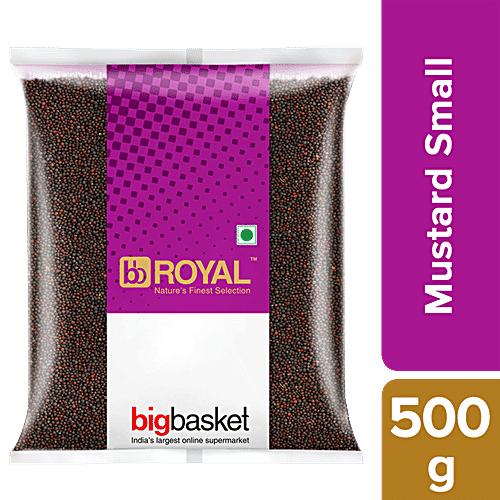 bb ROYAL™
Nature's Finest Selection
bigbasket
India's largest online supermarket
Mustard Small
500
g